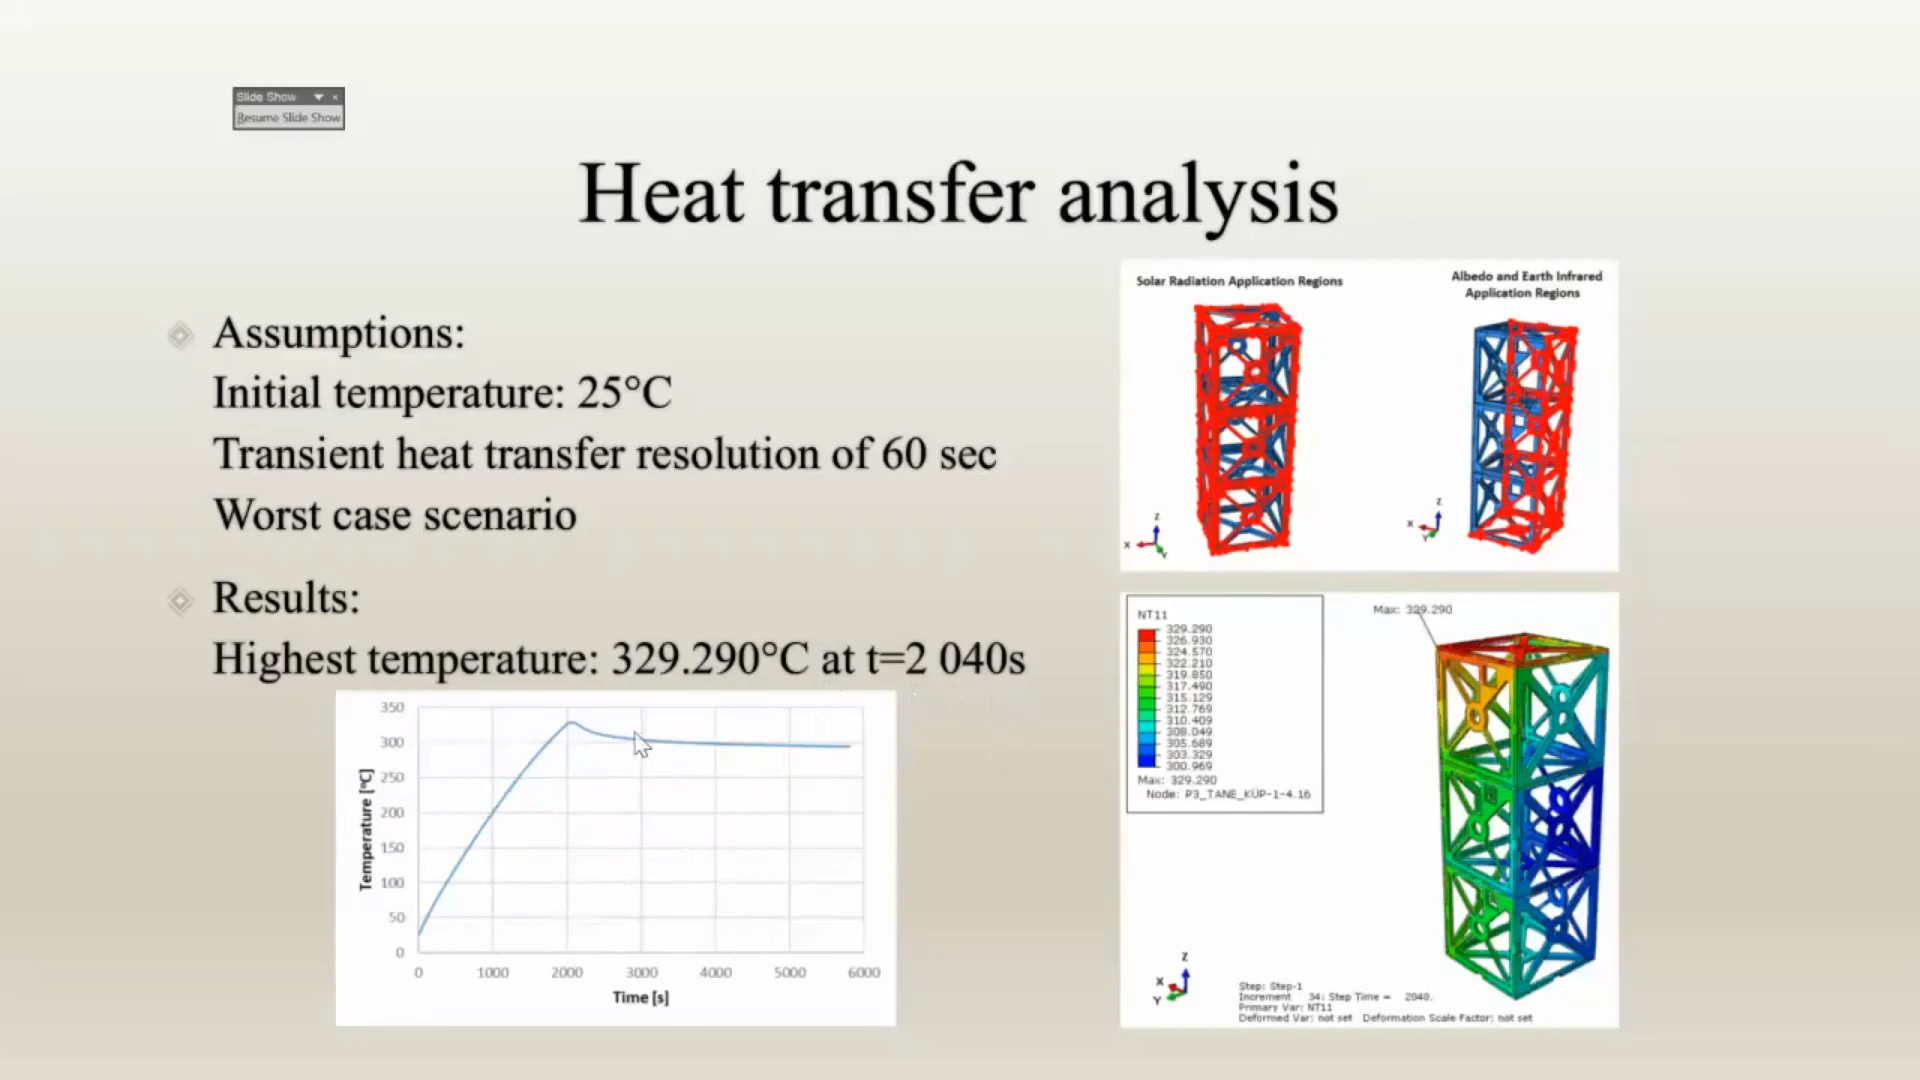 Slide Show
Resume Slide Show
Heat transfer analysis
Assumptions:
Initial temperature: 25°C
Transient heat transfer resolution of 60 sec
Worst case scenario
Results:
Highest temperature: 329.290°C at t=2 040s
350
300
250
200
150
100
50
0
Temperature [°C]
0 1000 2000 3000 4000 5000 6000
Time [s]
Solar Radiation Application Regions
Albedo and Earth Infrared
Application Regions
Z
X
Y
Z
X
Y
NT11
329.290
326.930
324.570
322.210
319.850
317.490
315.129
312.769
310.409
308.049
305.689
303.329
300.969
Max: 329.290
Node: P3_TANE_KÜP-1-4.16
Max: 329.290
Z
X
Y
Step: Step-1
Increment 34: Step Time = 2040.
Primary Var: NT11
Deformed Var: not set Deformation Scale Factor: not set